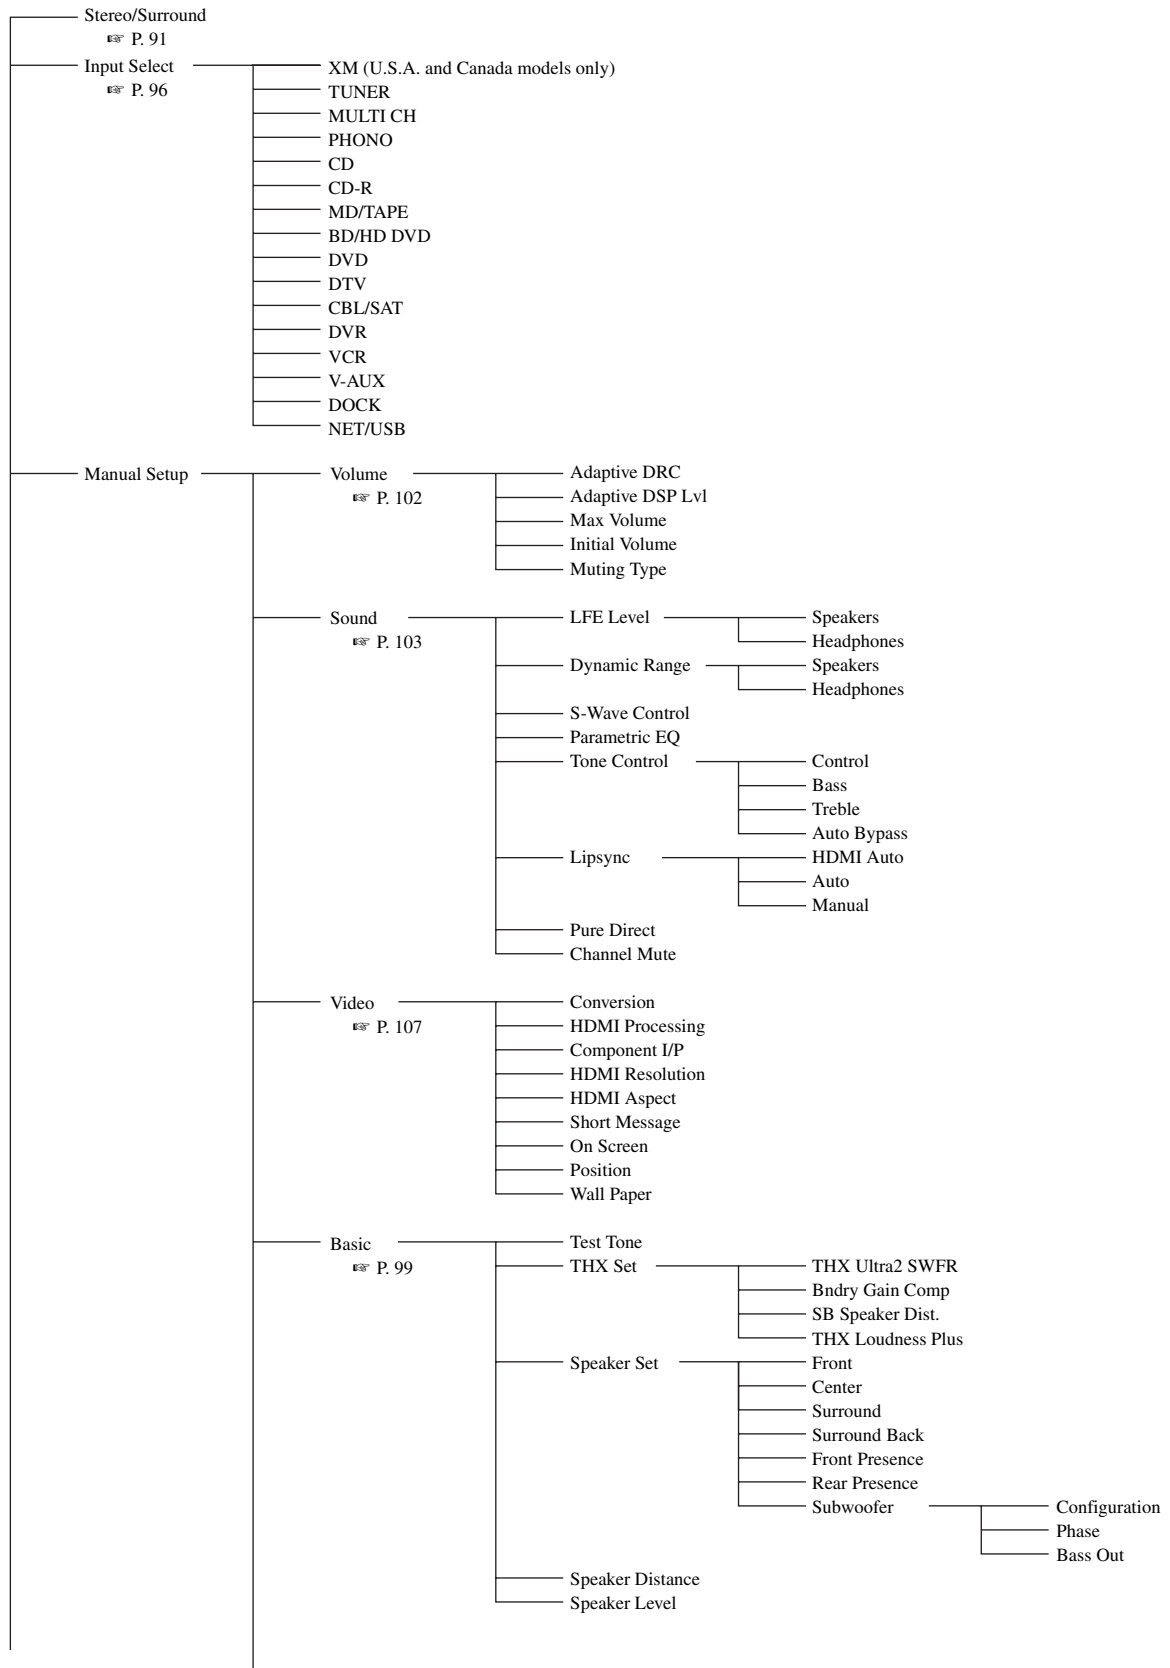 Stereo/Surround
☞ P. 91
Input Select
☞ P. 96
XM (U.S.A. and Canada models only)
TUNER
MULTI CH
PHONO
CD
CD-R
MD/TAPE
BD/HD DVD
DVD
DTV
CBL/SAT
DVR
VCR
V-AUX
DOCK
NET/USB
Manual Setup
Volume
☞ P. 102
Adaptive DRC
Adaptive DSP Lvl
Max Volume
Initial Volume
Muting Type
Sound
☞ P. 103
LFE Level
Speakers
Headphones
Dynamic Range
Speakers
Headphones
S-Wave Control
Parametric EQ
Tone Control
Control
Bass
Treble
Auto Bypass
Lipsync
HDMI Auto
Auto
Manual
Pure Direct
Channel Mute
Video
☞ P. 107
Conversion
HDMI Processing
Component I/P
HDMI Resolution
HDMI Aspect
Short Message
On Screen
Position
Wall Paper
Basic
☞ P. 99
Test Tone
THX Set
THX Ultra2 SWFR
Bndry Gain Comp
SB Speaker Dist.
THX Loudness Plus
Speaker Set
Front
Center
Surround
Surround Back
Front Presence
Rear Presence
Subwoofer
Configuration
Phase
Bass Out
Speaker Distance
Speaker Level